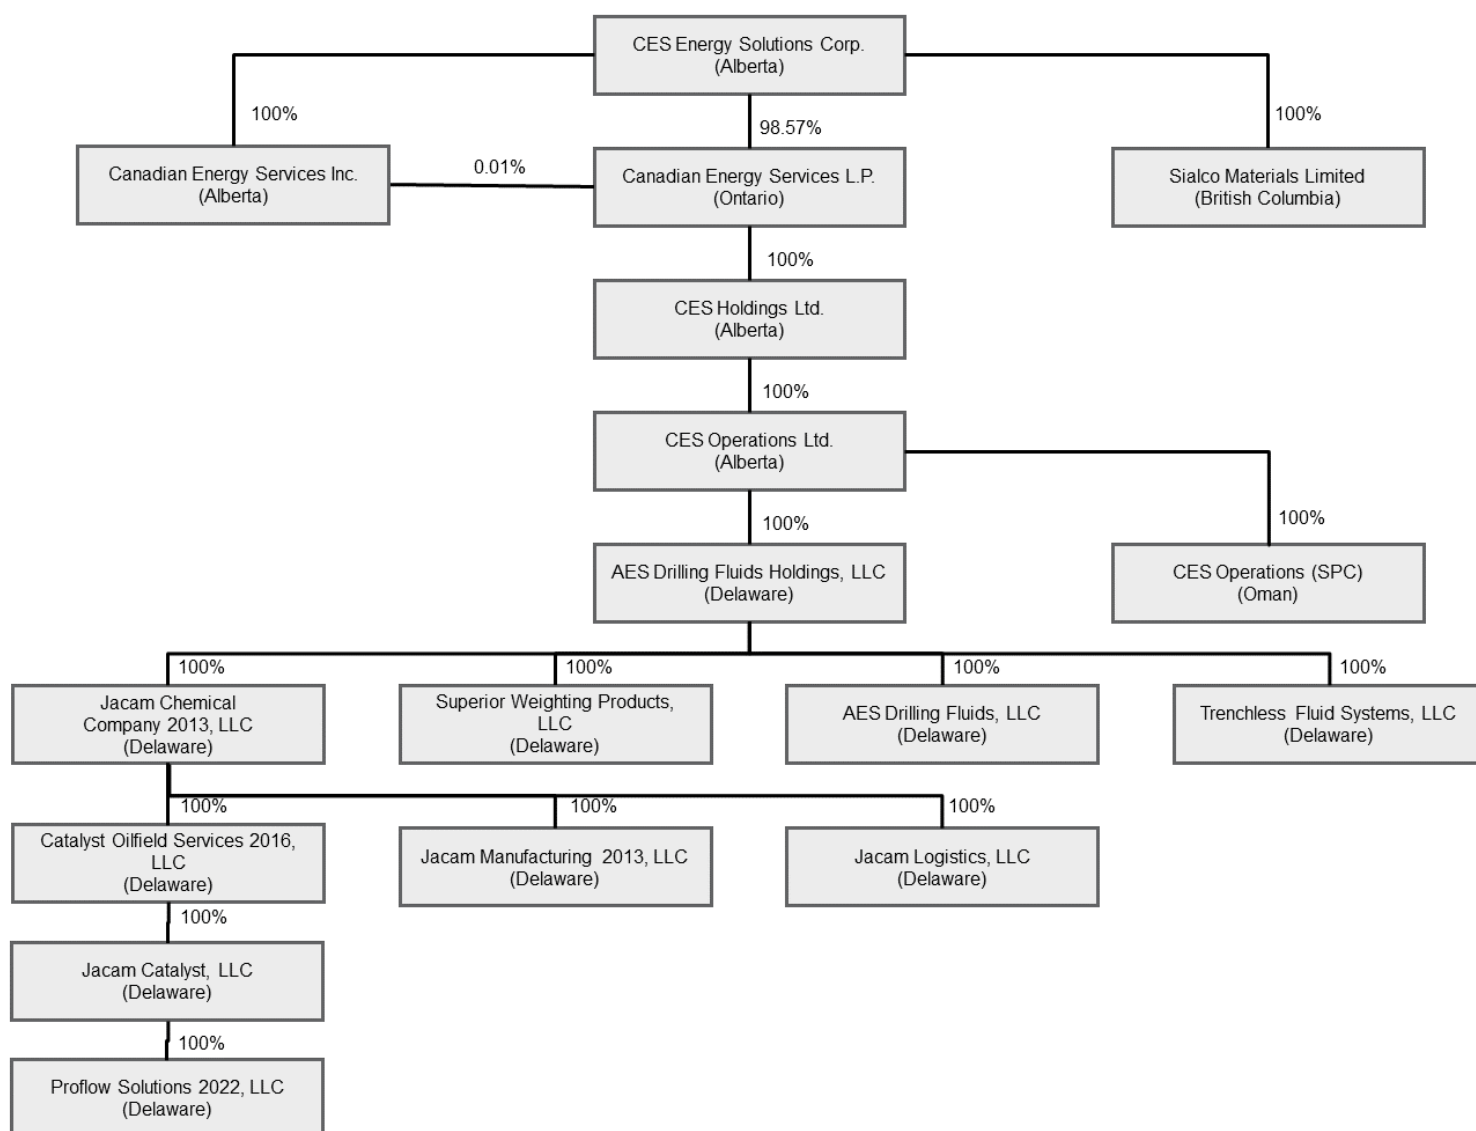 CES Energy Solutions Corp.
(Alberta)
100%
98.57%
100%
Canadian Energy Services Inc.
(Alberta)
0.01%
Canadian Energy Services L.P.
(Ontario)
Sialco Materials Limited
(British Columbia)
100%
CES Holdings Ltd.
(Alberta)
100%
CES Operations Ltd.
(Alberta)
100%
100%
AES Drilling Fluids Holdings, LLC
(Delaware)
CES Operations (SPC)
(Oman)
100%
100%
100%
100%
Jacam Chemical
Company 2013, LLC
(Delaware)
Superior Weighting Products,
LLC
(Delaware)
AES Drilling Fluids, LLC
(Delaware)
Trenchless Fluid Systems, LLC
(Delaware)
100%
100%
100%
Catalyst Oilfield Services 2016,
LLC
(Delaware)
Jacam Manufacturing 2013, LLC
(Delaware)
Jacam Logistics, LLC
(Delaware)
100%
Jacam Catalyst, LLC
(Delaware)
100%
Proflow Solutions 2022, LLC
(Delaware)